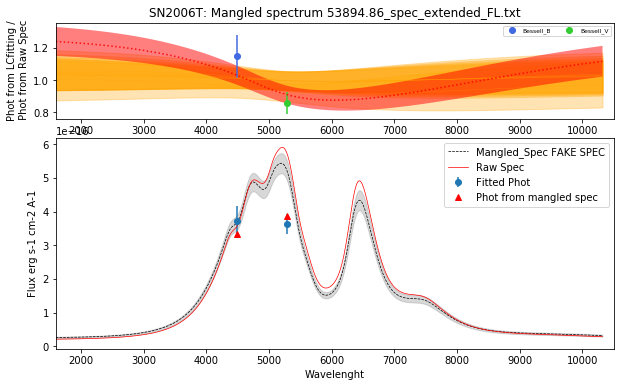 SN2006T: Mangled spectrum 53894.86_spec_extended_FL.txt
Phot from LCfitting /
Phot from Raw Spec
1.2
1.0
0.8
Bessell_B
Bessell_V
2000 3000 4000 5000 6000 7000 8000 9000 10000
1e−16
Flux erg s-1 cm-2 A-1
6
5
4
3
2
1
0
Mangled_Spec FAKE SPEC
Raw Spec
Fitted Phot
Phot from mangled spec
2000 3000 4000 5000 6000 7000 8000 9000 10000
Wavelenght